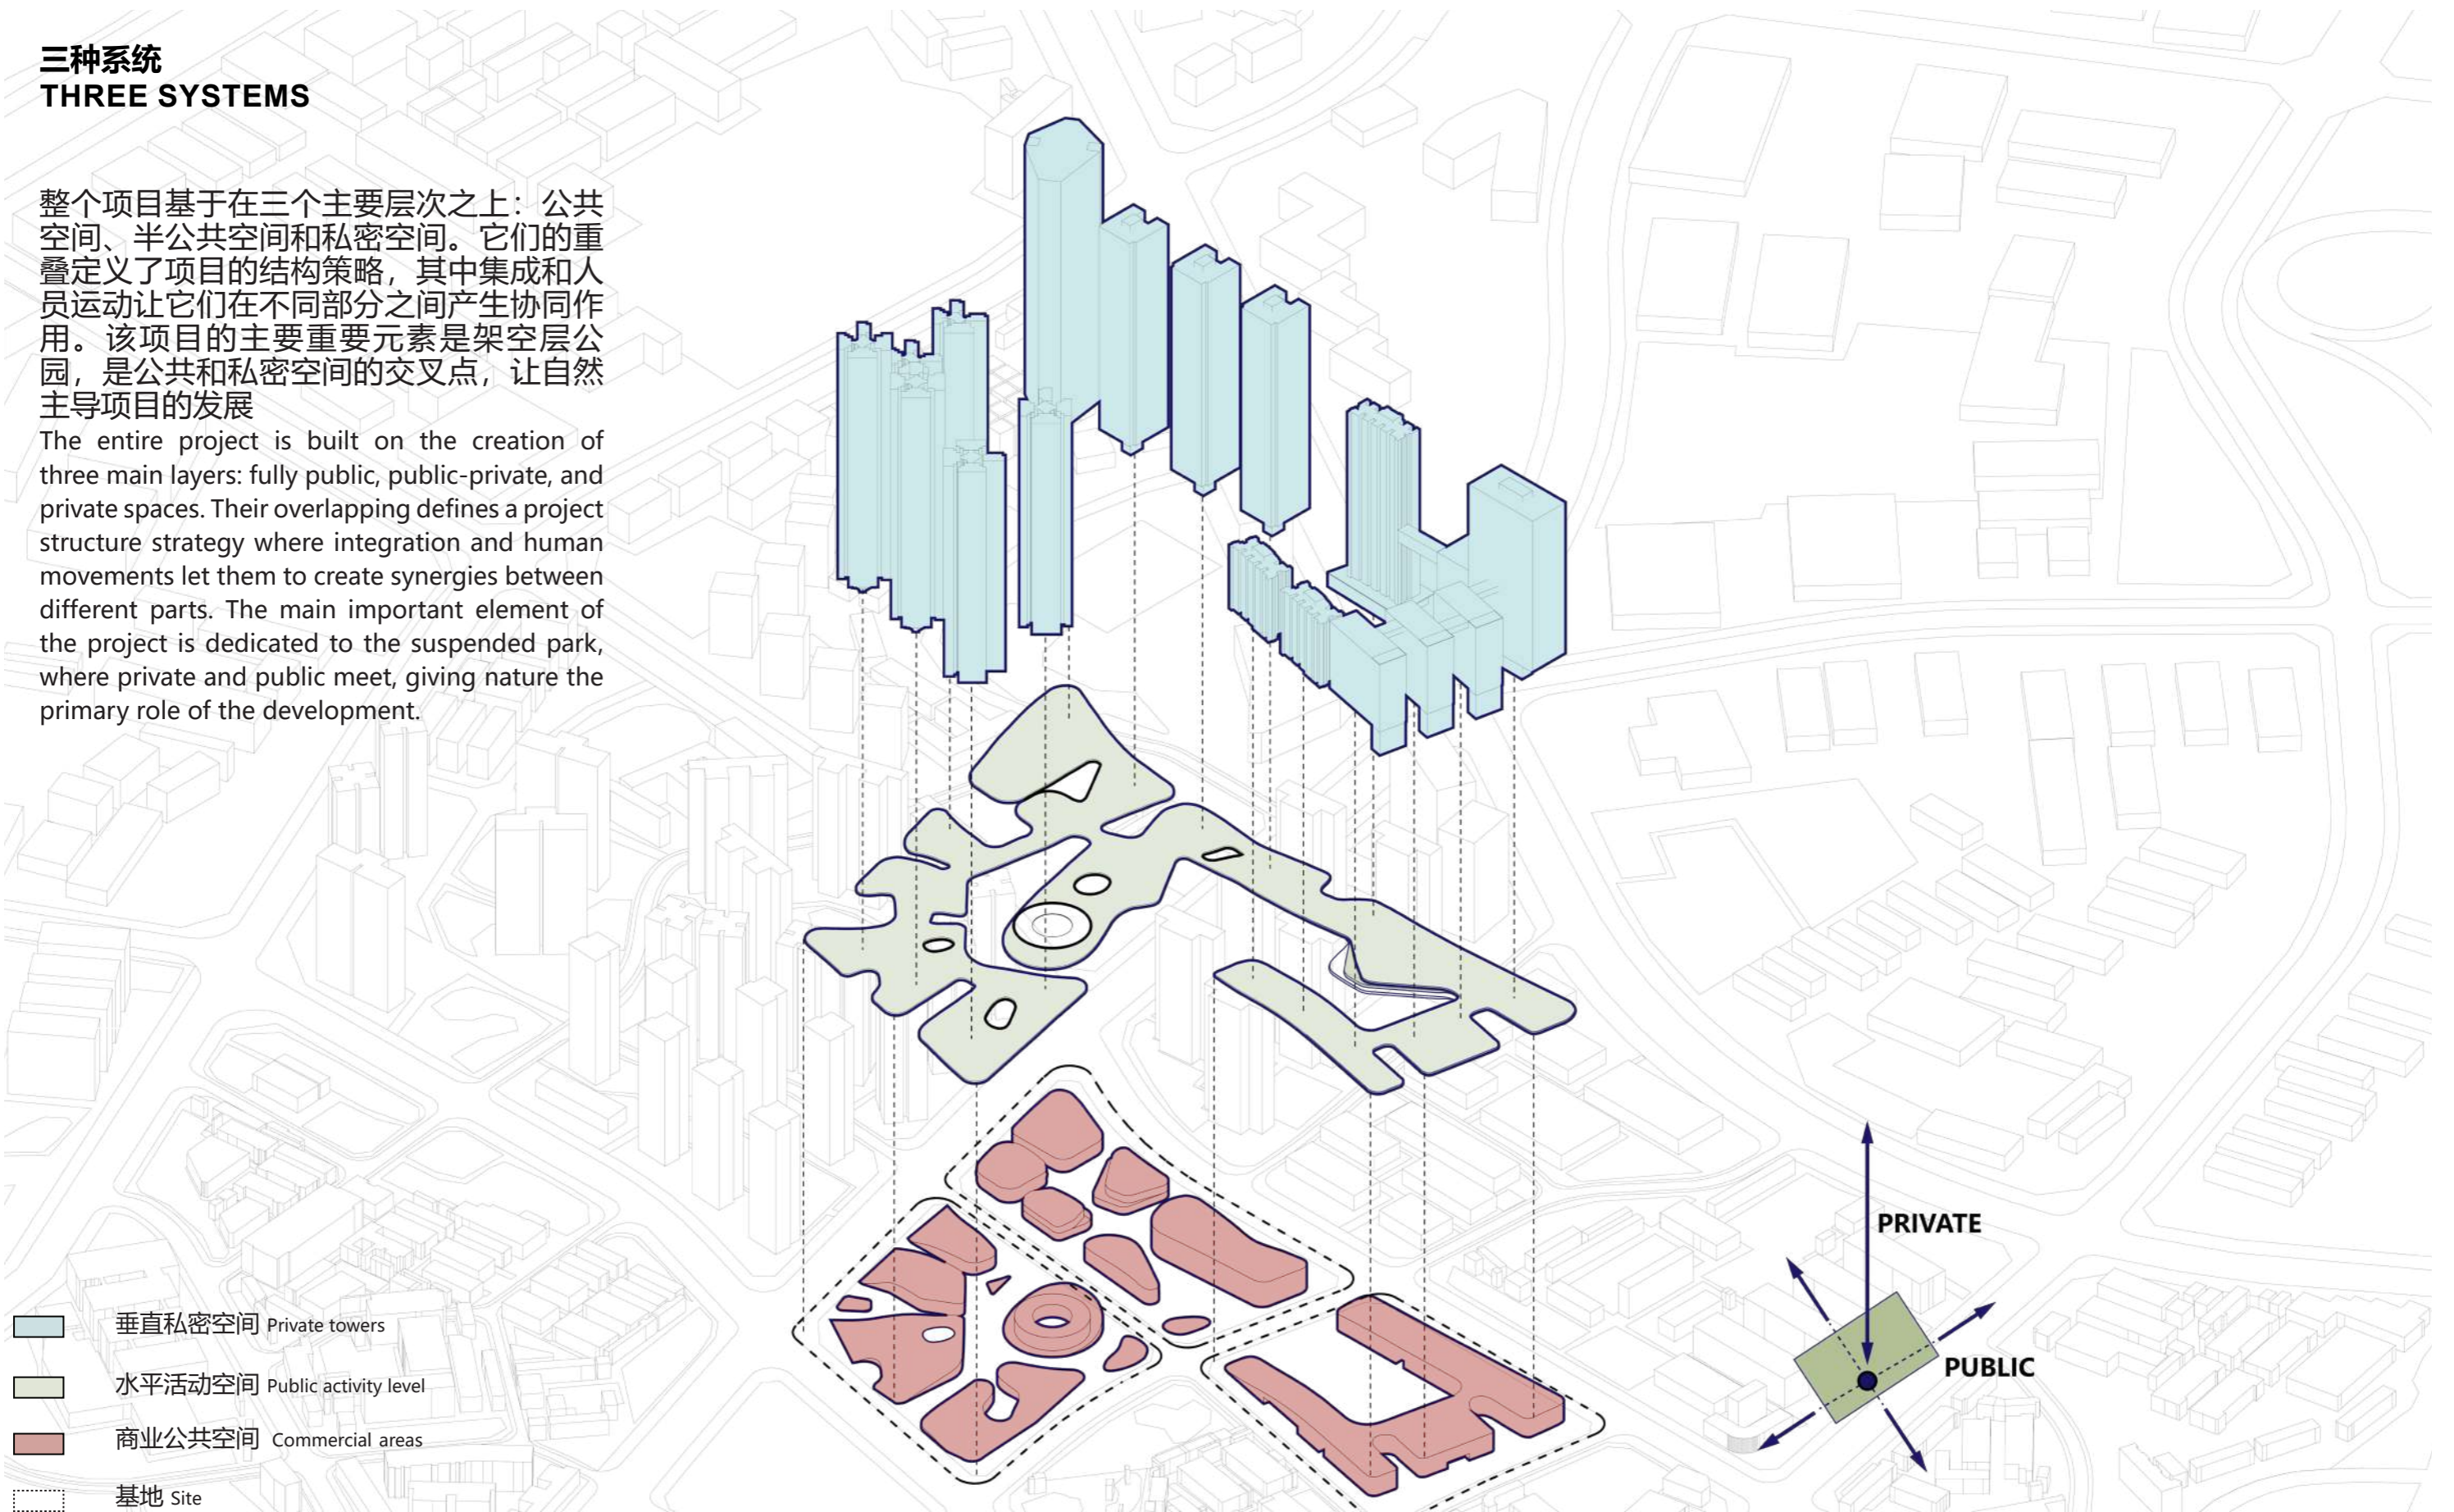 三种系统
THREE SYSTEMS
整个项目基于在三个主要层次之上：公共
空间、半公共空间和私密空间。它们的重
叠定义了项目的结构策略，其中集成和人
员运动让它们在不同部分之间产生协同作
用。该项目的主要重要元素是架空层公
园，是公共和私密空间的交叉点，让自然
主导项目的发展
The entire project is built on the creation of
three main layers: fully public, public-private, and
private spaces. Their overlapping defines a project
structure strategy where integration and human
movements let them to create synergies between
different parts. The main important element of
the project is dedicated to the suspended park,
where private and public meet, giving nature the
primary role of the development.
PRIVATE
PUBLIC
垂直私密空间 Private towers
水平活动空间 Public activity level
商业公共空间 Commercial areas
基地 Site